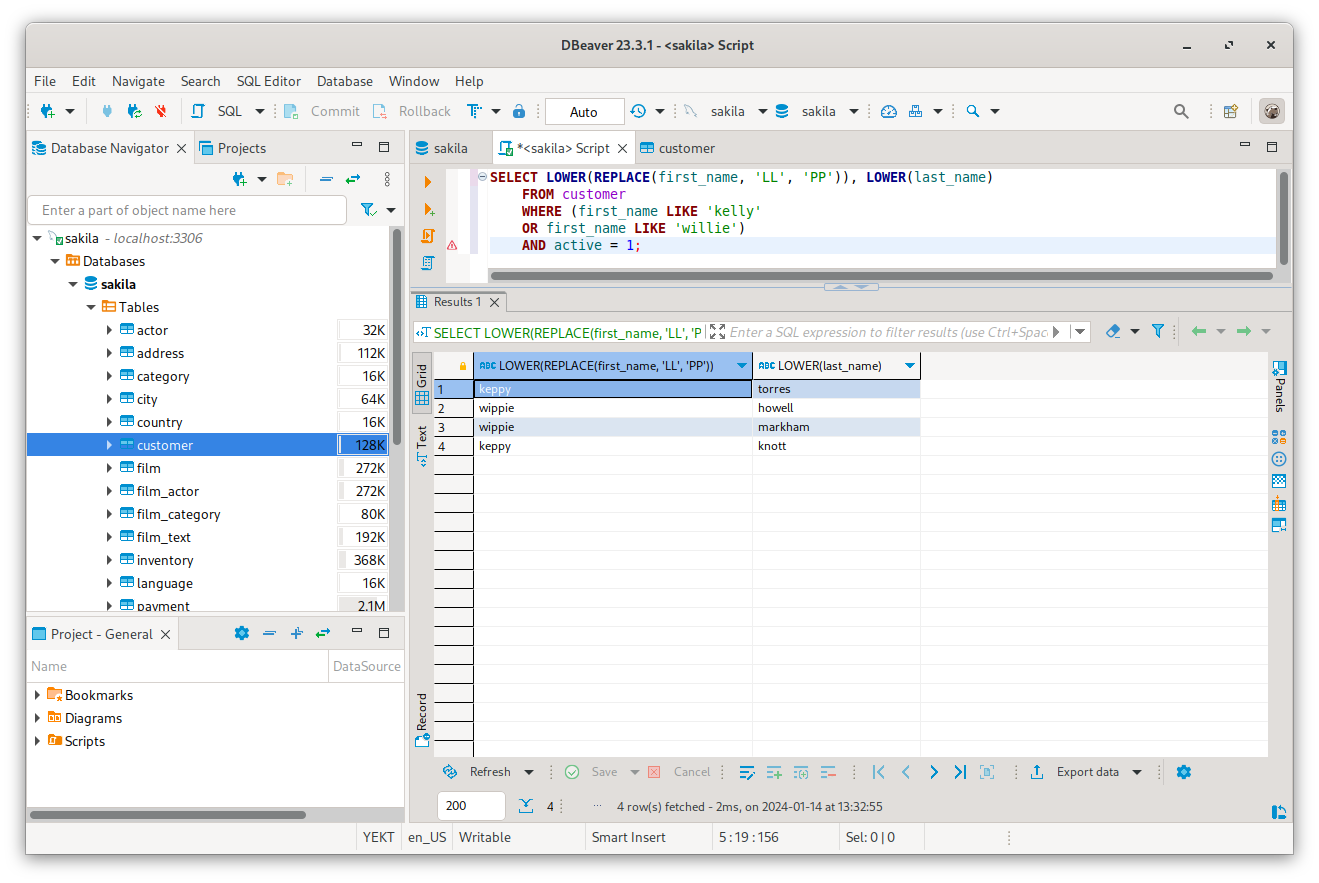 DBeaver 23.3.1 - <sakila> Script
File Edit Navigate Search SQL Editor Database Window Help
SQL Commit Rollback Auto sakila sakila
Database Navigator Projects
Enter a part of object name here
sakila - localhost:3306
Databases
sakila
Tables
actor 32K
address 112K
category 16K
city 64K
country 16K
customer 128K
film 272K
film_actor 272K
film_category 80K
film_text 192K
inventory 368K
language 16K
payment 2.1M
Project - General
Name DataSource
Bookmarks
Diagrams
Scripts
sakila *<sakila> Script customer
SELECT LOWER(REPLACE(first_name, 'LL', 'PP')), LOWER(last_name)
FROM customer
WHERE (first_name LIKE 'kelly'
OR first_name LIKE 'willie')
AND active = 1;
Results 1
SELECT LOWER(REPLACE(first_name, 'LL', 'P Enter a SQL expression to filter results (use Ctrl+Spac
Grid
Text
Record
ABC LOWER(REPLACE(first_name, 'LL', 'PP')) ABC LOWER(last_name)
1 keppy torres
2 wippie howell
3 wippie markham
4 keppy knott
Panels
Refresh Save Cancel Export data
200 4 ... 4 row(s) fetched - 2ms, on 2024-01-14 at 13:32:55
YEKT en_US Writable Smart Insert 5 : 19 : 156 Sel: 0 | 0